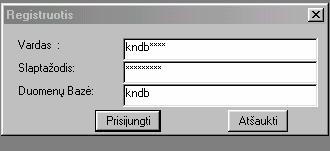 Registruotis
Vardas : kndb****
Slaptažodis: *********
Duomenų Bazė: kndb
Prisijungti Atšaukti